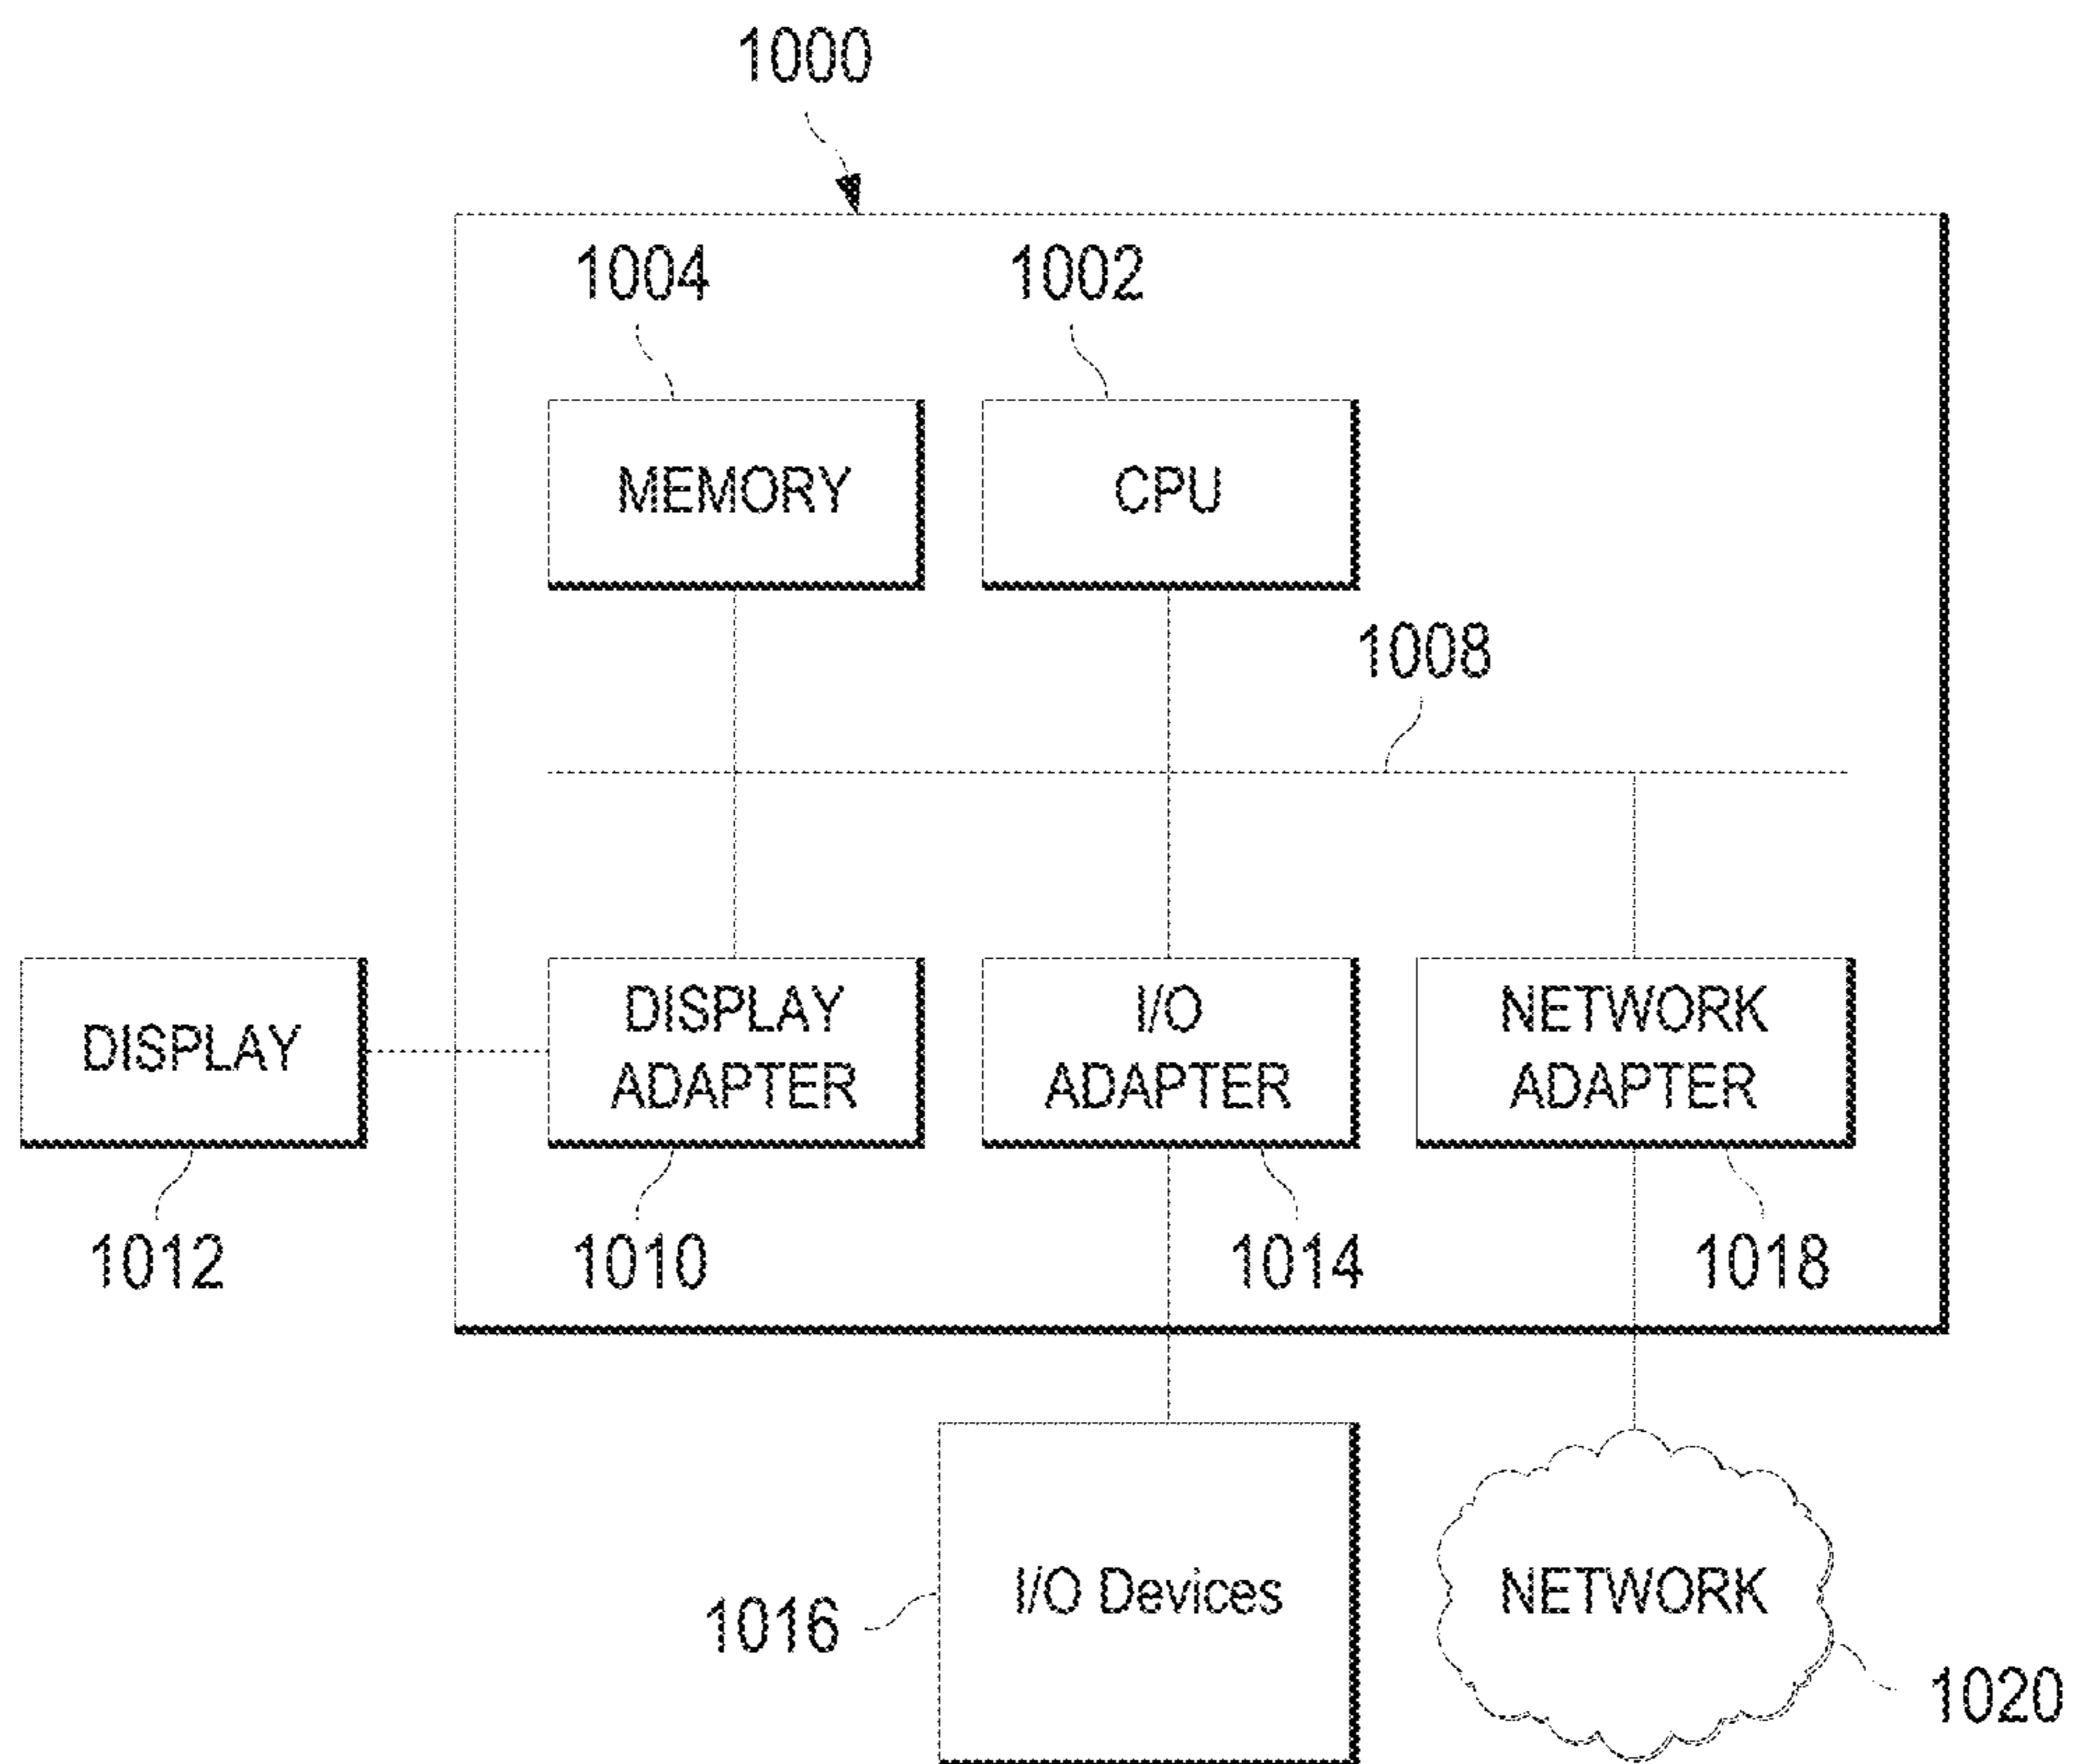 1000
1004
1002
MEMORY
CPU
1008
DISPLAY
DISPLAY
ADAPTER
I/O
ADAPTER
NETWORK
ADAPTER
1012
1010
1014
1018
I/O Devices
NETWORK
1016
1020